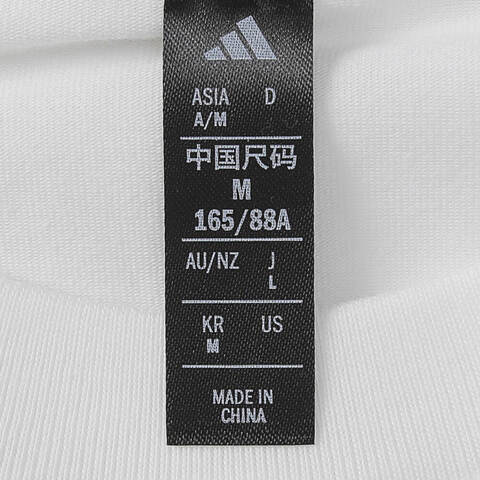 ASIA D
A/M
中国尺码
M
165/88A
AU/NZ J
L
KR US
M
MADE IN
CHINA